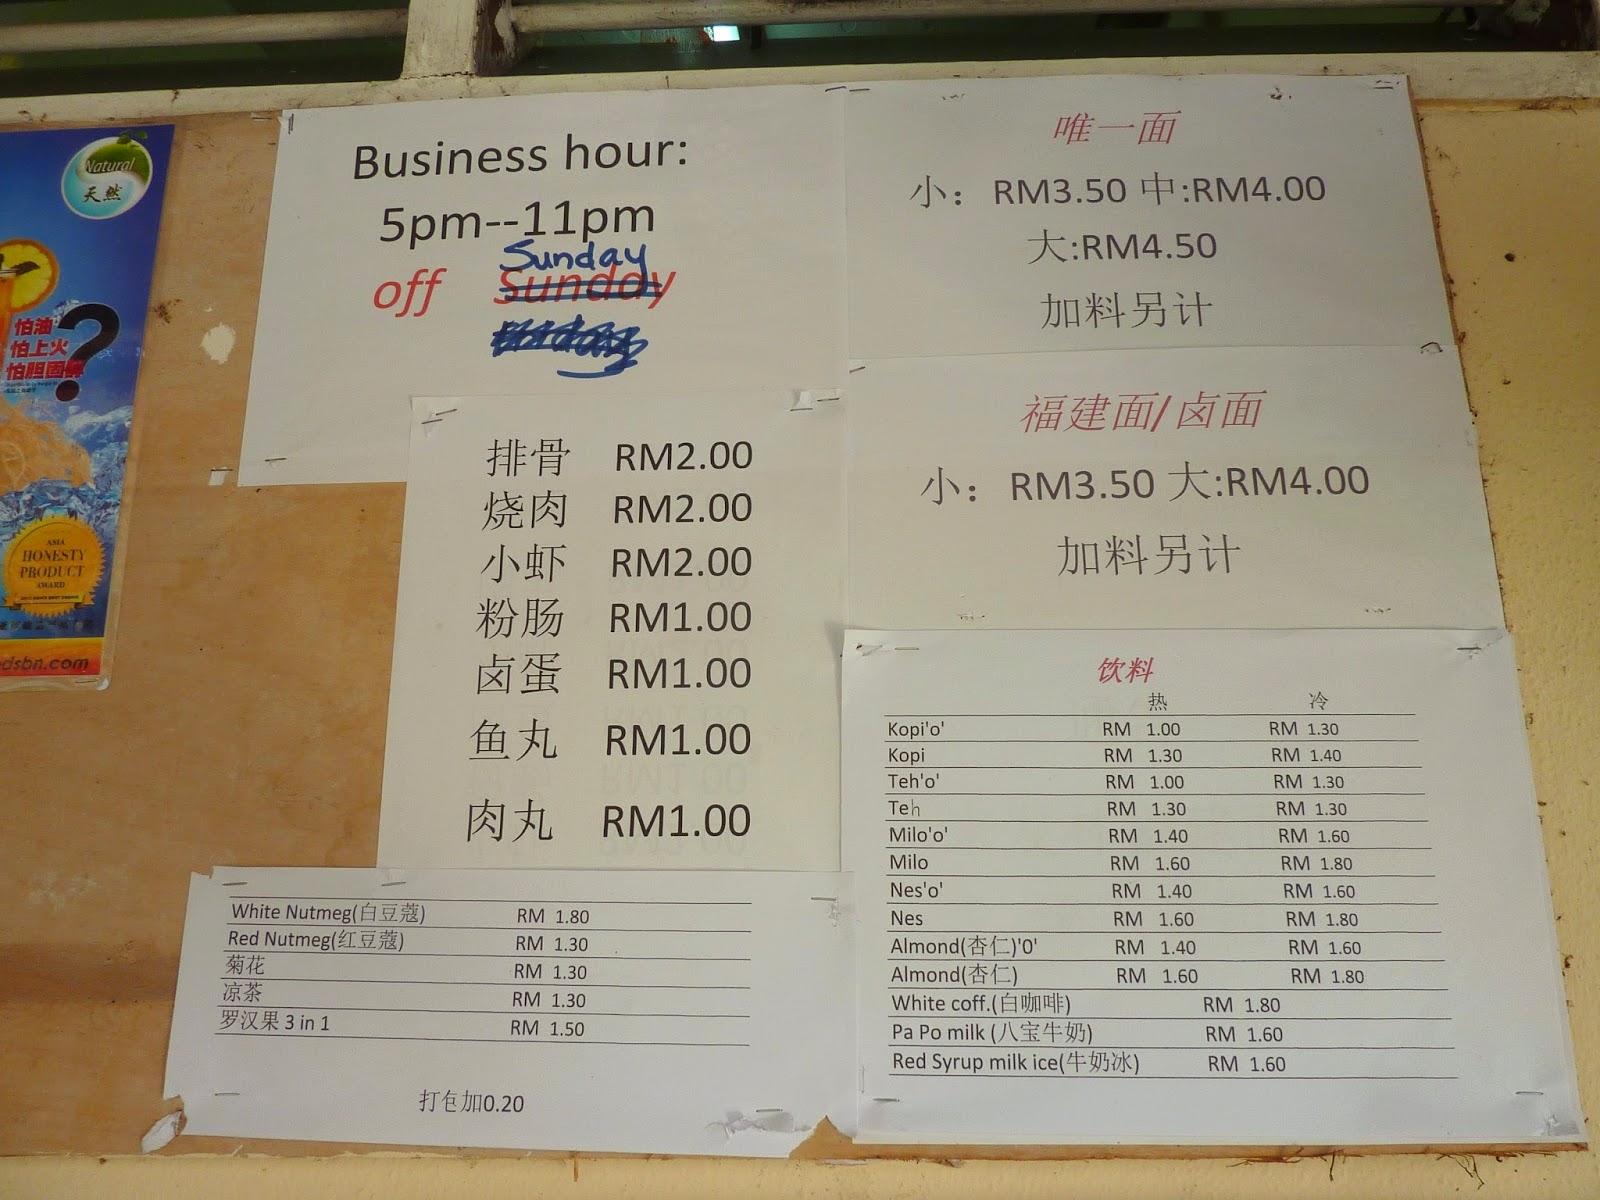 Natural
天然
怕油
怕上火
怕胆固醇
?
ASIA
HONESTY
PRODUCT
AWARD
dsbn.com
Business hour:
5pm--11pm
Sunday
off Sunday
唯一面
小：RM3.50 中:RM4.00
大:RM4.50
加料另计
福建面/卤面
小：RM3.50 大:RM4.00
加料另计
排骨 RM2.00
烧肉 RM2.00
小虾 RM2.00
粉肠 RM1.00
卤蛋 RM1.00
鱼丸 RM1.00
肉丸 RM1.00
White Nutmeg(白豆蔻) RM 1.80
Red Nutmeg(红豆蔻) RM 1.30
菊花 RM 1.30
凉茶 RM 1.30
罗汉果 3 in 1 RM 1.50
打包加0.20
饮料
热 冷
Kopi'o' RM 1.00 RM 1.30
Kopi RM 1.30 RM 1.40
Teh'o' RM 1.00 RM 1.30
Teh RM 1.30 RM 1.30
Milo'o' RM 1.40 RM 1.60
Milo RM 1.60 RM 1.80
Nes'o' RM 1.40 RM 1.60
Nes RM 1.60 RM 1.80
Almond(杏仁)'0' RM 1.40 RM 1.60
Almond(杏仁) RM 1.60 RM 1.80
White coff.(白咖啡) RM 1.80
Pa Po milk (八宝牛奶) RM 1.60
Red Syrup milk ice(牛奶冰) RM 1.60